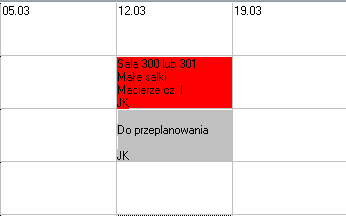 05.03 12.03 19.03
Sala 300 lub 301
Małe salki
Macierze cz. I
JK
Do przeplanowania
JK